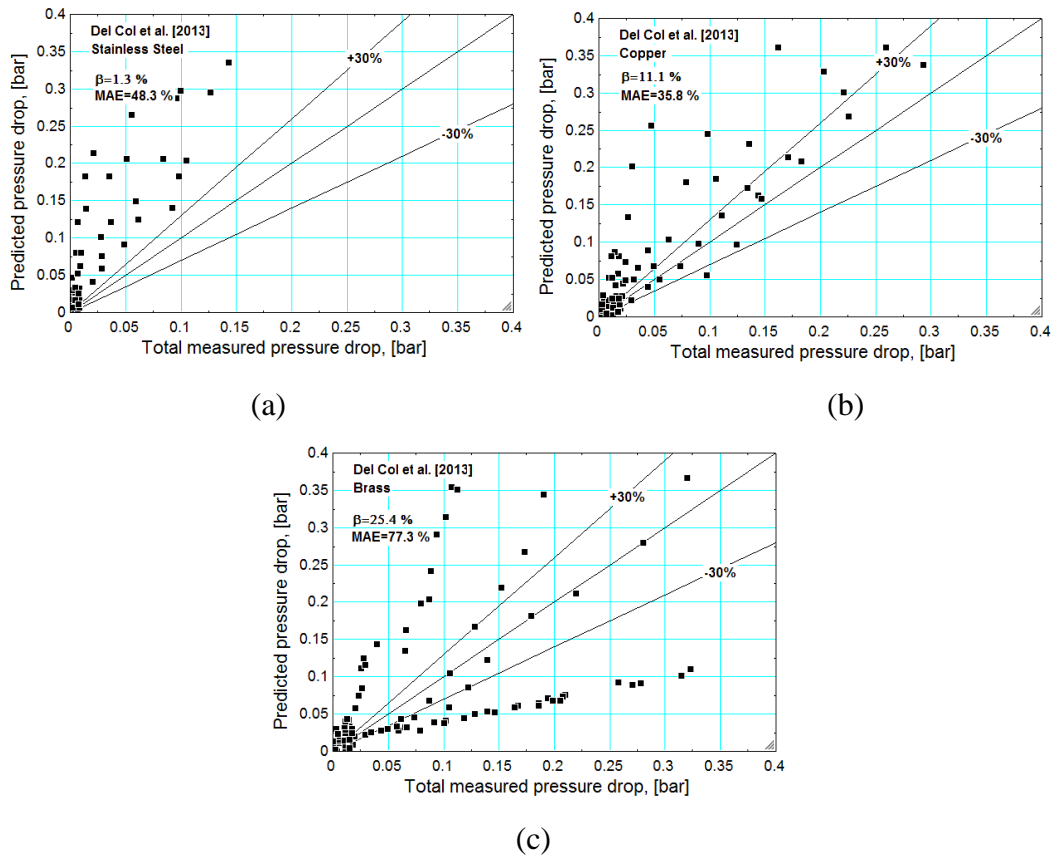 Del Col et al. [2013]
Stainless Steel
β=1.3 %
MAE=48.3 %
+30%
-30%
Predicted pressure drop, [bar]
0.4
0.35
0.3
0.25
0.2
0.15
0.1
0.05
0
0 0.05 0.1 0.15 0.2 0.25 0.3 0.35 0.4
Total measured pressure drop, [bar]
(a)
Del Col et al. [2013]
Copper
β=11.1 %
MAE=35.8 %
+30%
-30%
Predicted pressure drop, [bar]
0.4
0.35
0.3
0.25
0.2
0.15
0.1
0.05
0
0 0.05 0.1 0.15 0.2 0.25 0.3 0.35 0.4
Total measured pressure drop, [bar]
(b)
Del Col et al. [2013]
Brass
β=25.4 %
MAE=77.3 %
+30%
-30%
Predicted pressure drop, [bar]
0.4
0.35
0.3
0.25
0.2
0.15
0.1
0.05
0
0 0.05 0.1 0.15 0.2 0.25 0.3 0.35 0.4
Total measured pressure drop, [bar]
(c)